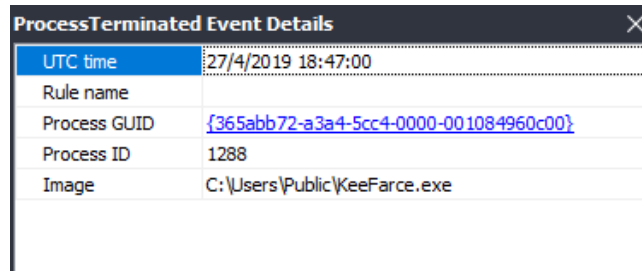 ProcessTerminated Event Details
UTC time 27/4/2019 18:47:00
Rule name
Process GUID {365abb72-a3a4-5cc4-0000-001084960c00}
Process ID 1288
Image C:\Users\Public\KeeFarce.exe